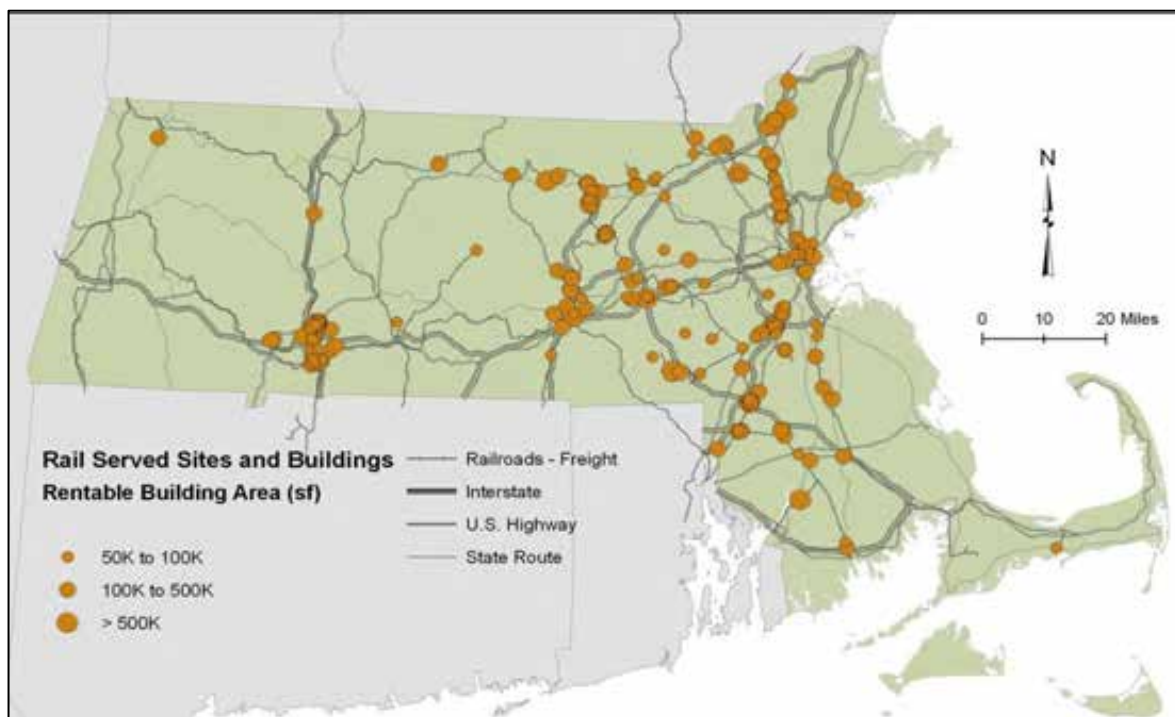 N
0 10 20 Miles
Rail Served Sites and Buildings
Rentable Building Area (sf)
50K to 100K
100K to 500K
> 500K
Railroads - Freight
Interstate
U.S. Highway
State Route